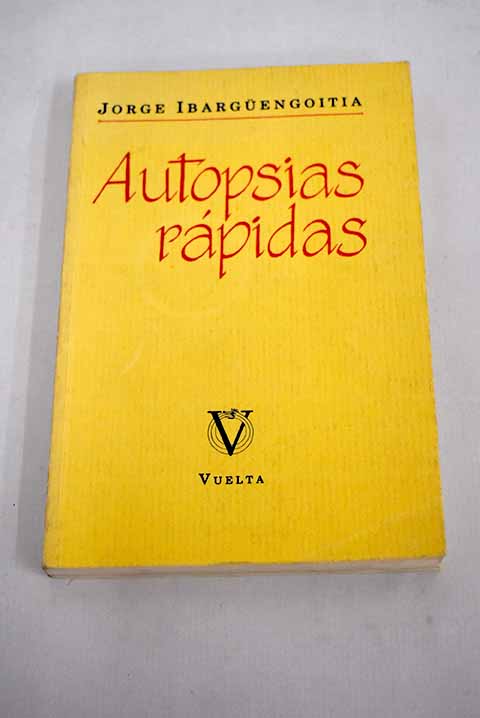 JORGE IBARGÜENGOITIA
Autopsias
rápidas
V
VUELTA